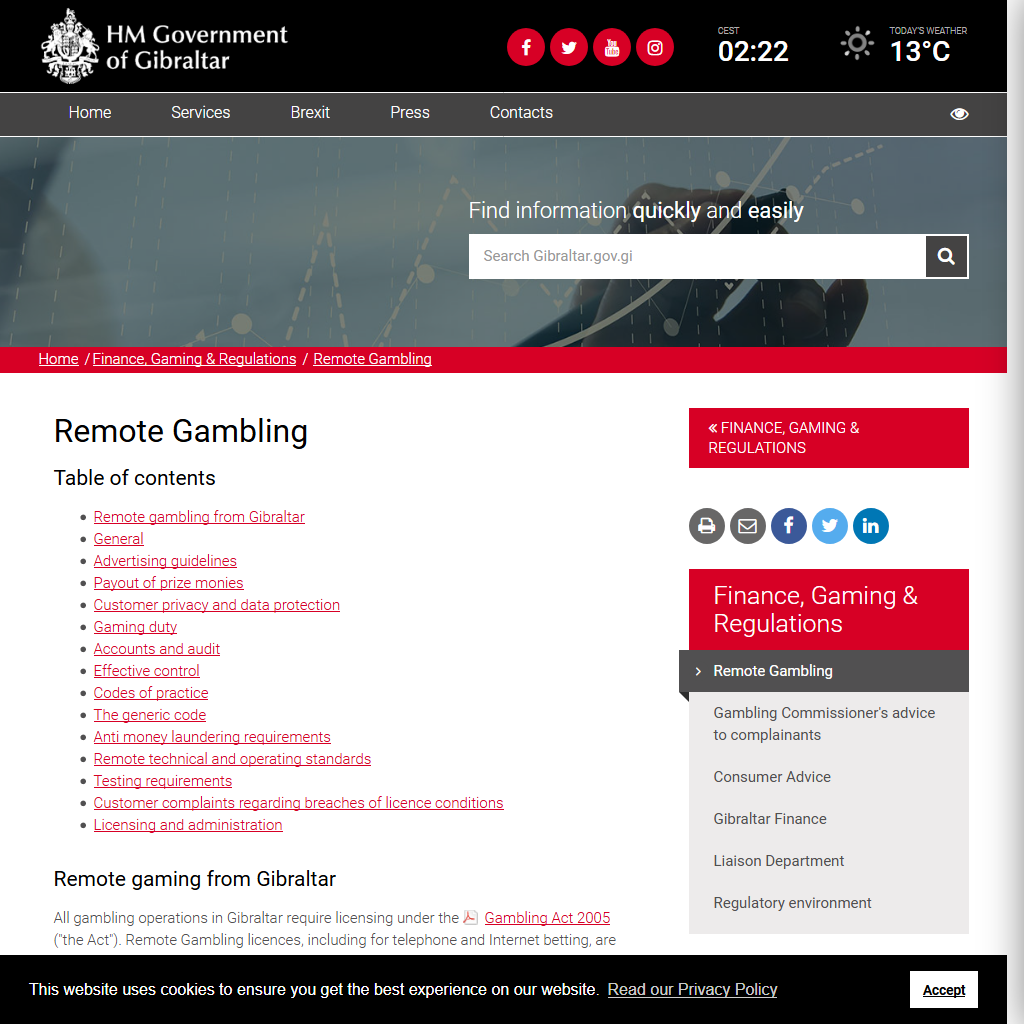 HM Government
of Gibraltar
CEST
02:22
TODAY'S WEATHER
13°C
Home
Services
Brexit
Press
Contacts
Find information quickly and easily
Search Gibraltar.gov.gi
Home / Finance, Gaming & Regulations / Remote Gambling
Remote Gambling
Table of contents
Remote gambling from Gibraltar
General
Advertising guidelines
Payout of prize monies
Customer privacy and data protection
Gaming duty
Accounts and audit
Effective control
Codes of practice
The generic code
Anti money laundering requirements
Remote technical and operating standards
Testing requirements
Customer complaints regarding breaches of licence conditions
Licensing and administration
Remote gaming from Gibraltar
All gambling operations in Gibraltar require licensing under the Gambling Act 2005
("the Act"). Remote Gambling licences, including for telephone and Internet betting, are
« FINANCE, GAMING &
REGULATIONS
Finance, Gaming &
Regulations
Remote Gambling
Gambling Commissioner's advice
to complainants
Consumer Advice
Gibraltar Finance
Liaison Department
Regulatory environment
This website uses cookies to ensure you get the best experience on our website. Read our Privacy Policy
Accept